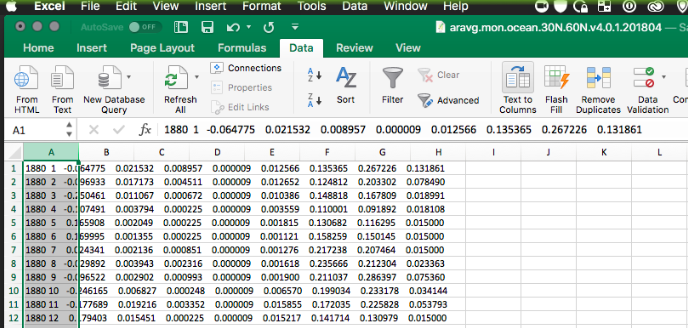 Excel File Edit View Insert Format Tools Data Window Help
AutoSave OFF aravg.mon.ocean.30N.60N.v4.0.1.201804 — Sa
Home Insert Page Layout Formulas Data Review View
Connections
Properties
Edit Links
Clear
Advanced
From HTML From Text New Database Query Refresh All Sort Filter Text to Columns Flash Fill Remove Duplicates Data Validation Con
A1 fx 1880 1 -0.064775 0.021532 0.008957 0.000009 0.012566 0.135365 0.267226 0.131861
A B C D E F G H I J K L
1 1880 1 -0.064775 0.021532 0.008957 0.000009 0.012566 0.135365 0.267226 0.131861
2 1880 2 -0.096933 0.017173 0.004511 0.000009 0.012652 0.124812 0.203302 0.078490
3 1880 3 -0.250461 0.011067 0.000672 0.000009 0.010386 0.148818 0.167809 0.018991
4 1880 4 -0.107491 0.003794 0.000225 0.000009 0.003559 0.110001 0.091892 0.018108
5 1880 5 0.165908 0.002049 0.000225 0.000009 0.001815 0.130682 0.116295 0.015000
6 1880 6 0.169995 0.001355 0.000225 0.000009 0.001121 0.158259 0.150145 0.015000
7 1880 7 0.024341 0.002136 0.000851 0.000009 0.001276 0.217238 0.207464 0.015000
8 1880 8 -0.029892 0.003943 0.002316 0.000009 0.001618 0.235666 0.212304 0.023363
9 1880 9 -0.096522 0.002902 0.000993 0.000009 0.001900 0.211037 0.286397 0.075360
10 1880 10 -0.246165 0.006827 0.000248 0.000009 0.006570 0.199034 0.233178 0.034144
11 1880 11 -0.177689 0.019216 0.003352 0.000009 0.015855 0.172035 0.225828 0.053793
12 1880 12 0.179403 0.015451 0.000225 0.000009 0.015217 0.141714 0.130979 0.015000